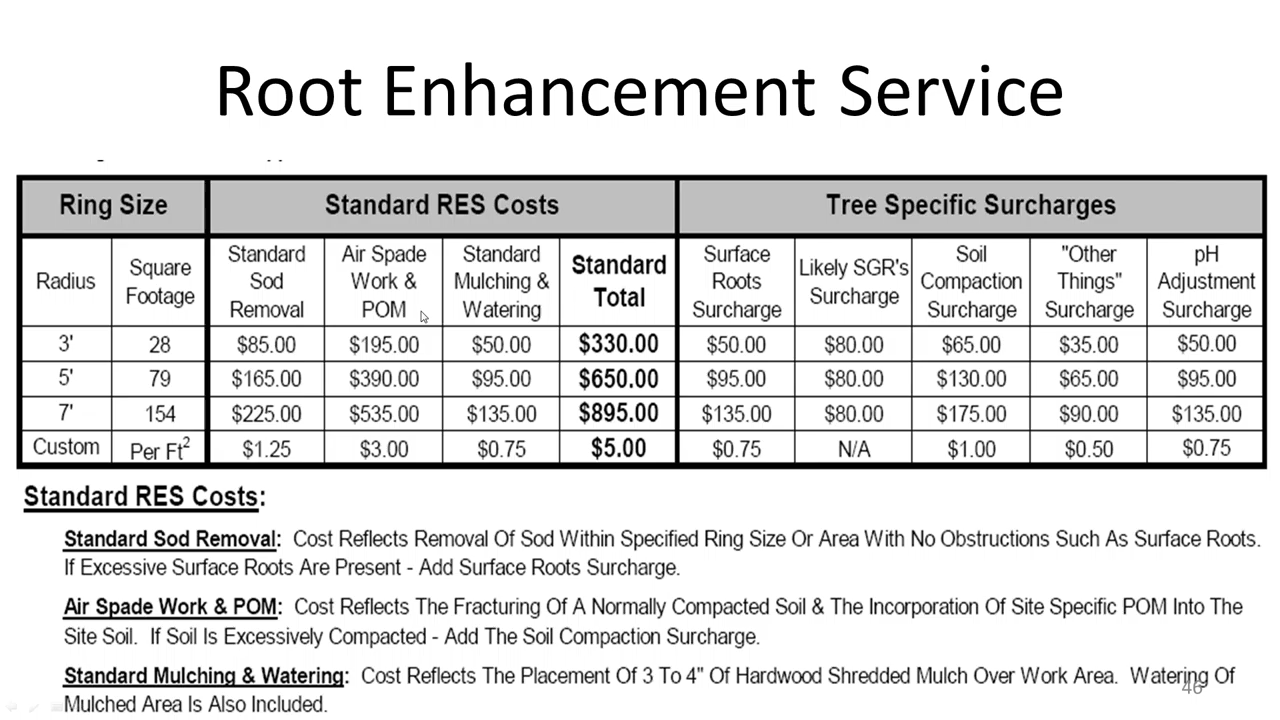 Root Enhancement Service
Ring Size Standard RES Costs Tree Specific Surcharges
Radius Square Footage Standard Sod Removal Air Spade Work & POM Standard Mulching & Watering Standard Total Surface Roots Surcharge Likely SGR's Surcharge Soil Compaction Surcharge "Other Things" Surcharge pH Adjustment Surcharge
3' 28 $85.00 $195.00 $50.00 $330.00 $50.00 $80.00 $65.00 $35.00 $50.00
5' 79 $165.00 $390.00 $95.00 $650.00 $95.00 $80.00 $130.00 $65.00 $95.00
7' 154 $225.00 $535.00 $135.00 $895.00 $135.00 $80.00 $175.00 $90.00 $135.00
Custom Per Ft² $1.25 $3.00 $0.75 $5.00 $0.75 N/A $1.00 $0.50 $0.75
Standard RES Costs:
Standard Sod Removal: Cost Reflects Removal Of Sod Within Specified Ring Size Or Area With No Obstructions Such As Surface Roots.
If Excessive Surface Roots Are Present - Add Surface Roots Surcharge.
Air Spade Work & POM: Cost Reflects The Fracturing Of A Normally Compacted Soil & The Incorporation Of Site Specific POM Into The
Site Soil. If Soil Is Excessively Compacted - Add The Soil Compaction Surcharge.
Standard Mulching & Watering: Cost Reflects The Placement Of 3 To 4" Of Hardwood Shredded Mulch Over Work Area. Watering Of
Mulched Area Is Also Included.
46